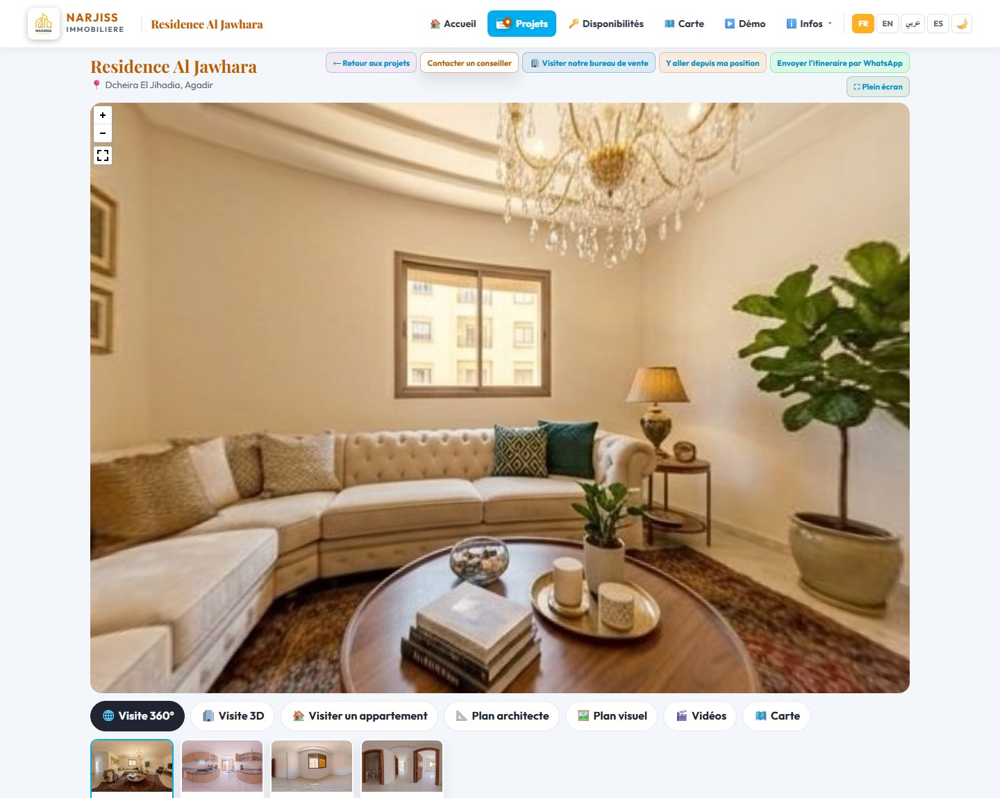 NARJISS
NARJISS
IMMOBILIERE
Residence Al Jawhara
Accueil
Projets
Disponibilités
Carte
Démo
Infos
FR
EN
عربي
ES
Residence Al Jawhara
Dcheira El Jihadia, Agadir
← Retour aux projets
Contacter un conseiller
Visiter notre bureau de vente
Y aller depuis ma position
Envoyer l'itineraire par WhatsApp
Plein écran
+
−
Visite 360°
Visite 3D
Visiter un appartement
Plan architecte
Plan visuel
Vidéos
Carte